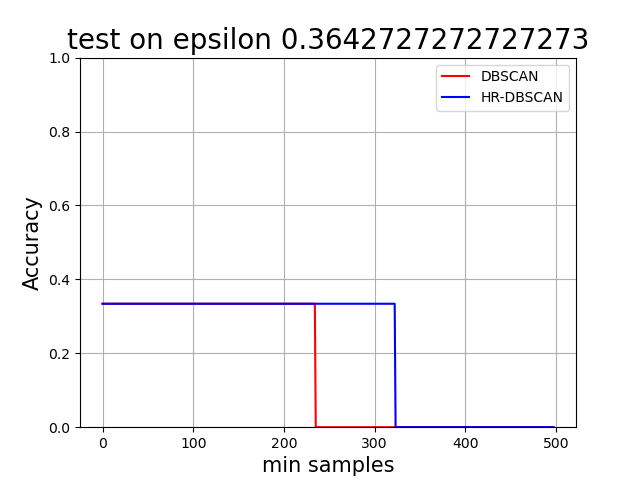 test on epsilon 0.3642727272727273
DBSCAN
HR-DBSCAN
1.0
0.8
0.6
0.4
0.2
0.0
Accuracy
0 100 200 300 400 500
min samples